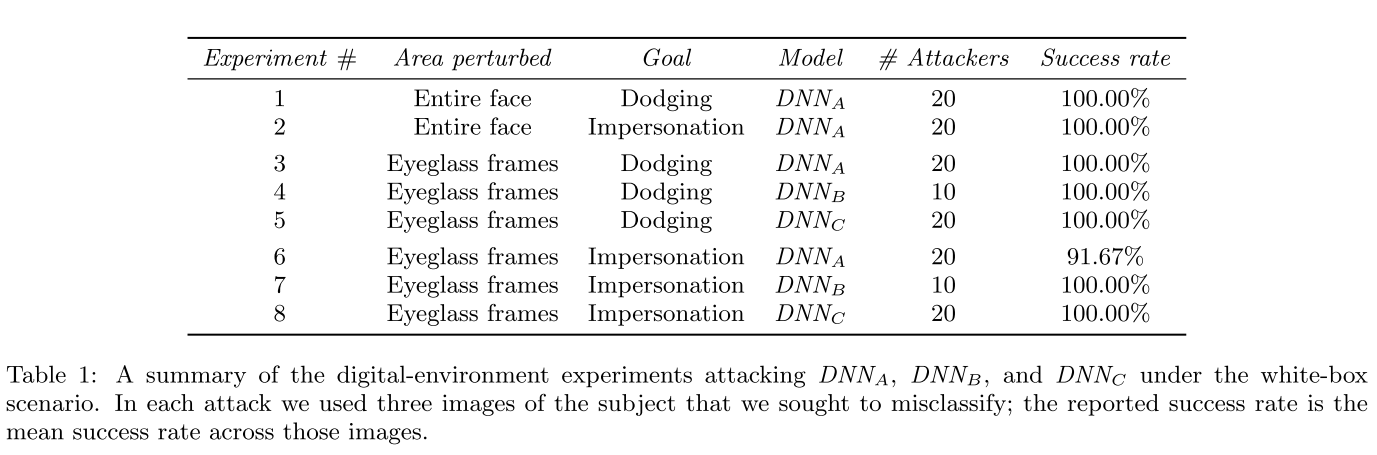 Experiment # Area perturbed Goal Model # Attackers Success rate
1 Entire face Dodging DNN_A 20 100.00%
2 Entire face Impersonation DNN_A 20 100.00%
3 Eyeglass frames Dodging DNN_A 20 100.00%
4 Eyeglass frames Dodging DNN_B 10 100.00%
5 Eyeglass frames Dodging DNN_C 20 100.00%
6 Eyeglass frames Impersonation DNN_A 20 91.67%
7 Eyeglass frames Impersonation DNN_B 10 100.00%
8 Eyeglass frames Impersonation DNN_C 20 100.00%
Table 1: A summary of the digital-environment experiments attacking DNN_A, DNN_B, and DNN_C under the white-box
scenario. In each attack we used three images of the subject that we sought to misclassify; the reported success rate is the
mean success rate across those images.